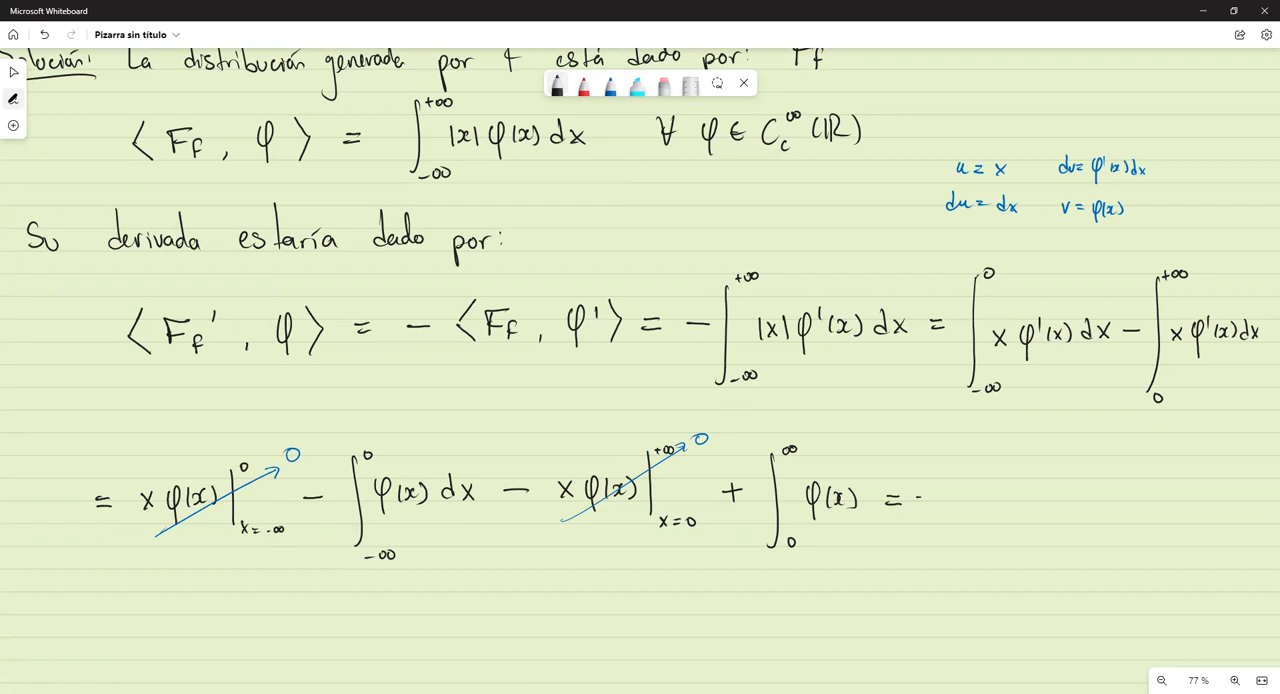 Microsoft Whiteboard
Pizarra sin título
Solución: La distribución generada por f está dado por: F_f
⟨ F_f , φ ⟩ = ∫_{-∞}^{+∞} |x| φ(x) dx ∀ φ ∈ C_c^∞ (ℝ)
u = x dv = φ'(x) dx
du = dx v = φ(x)
Su derivada estaría dado por:
⟨ F_f' , φ ⟩ = - ⟨ F_f , φ' ⟩ = - ∫_{-∞}^{+∞} |x| φ'(x) dx = ∫_{-∞}^{0} x φ'(x) dx - ∫_{0}^{+∞} x φ'(x) dx
= x φ(x) |_{x=-∞}^{0} → 0 - ∫_{-∞}^{0} φ(x) dx - x φ(x) |_{x=0}^{+∞} → 0 + ∫_{0}^{∞} φ(x) = -
77 %